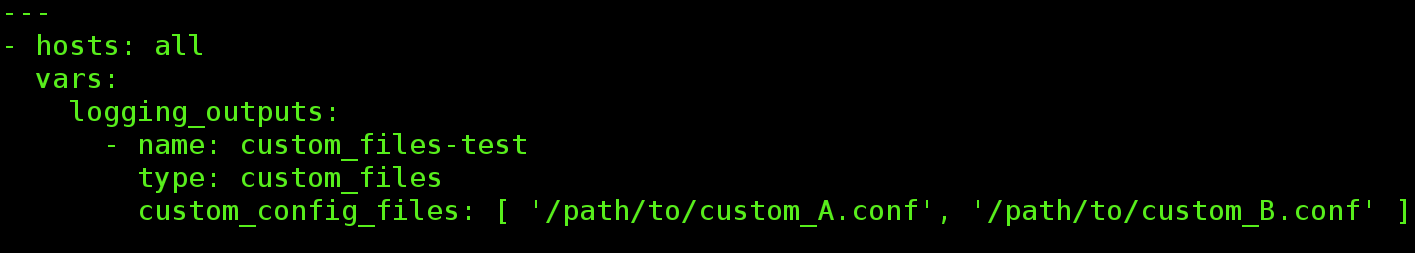 ---
- hosts: all
  vars:
    logging_outputs:
      - name: custom_files-test
        type: custom_files
        custom_config_files: [ '/path/to/custom_A.conf', '/path/to/custom_B.conf' ]